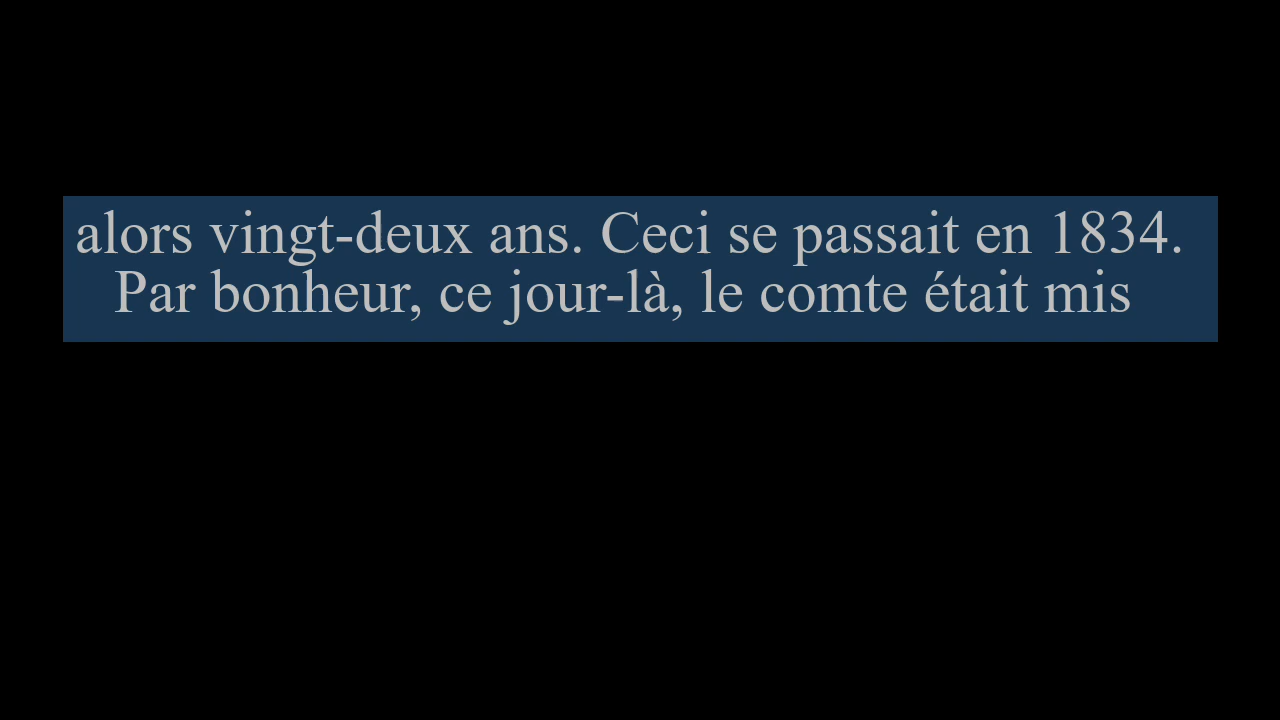 alors vingt-deux ans. Ceci se passait en 1834.
Par bonheur, ce jour-là, le comte était mis